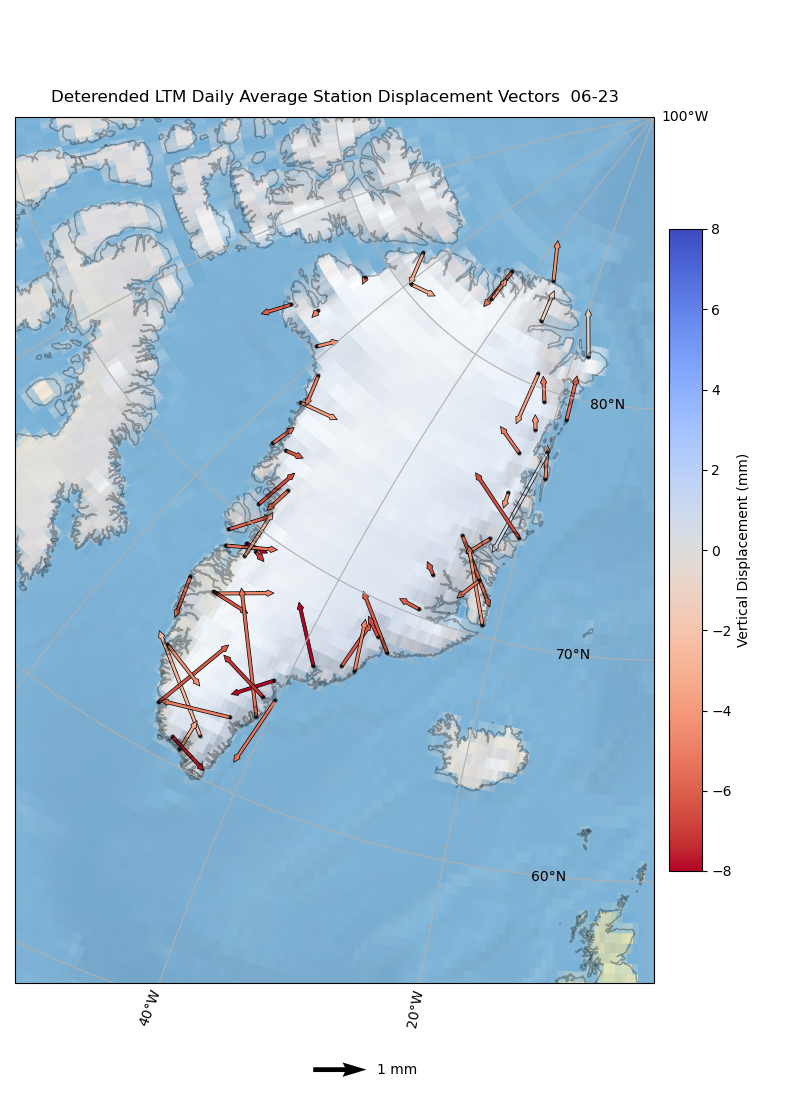 Deterended LTM Daily Average Station Displacement Vectors  06-23
100°W
8
6
4
2
0
−2
−4
−6
−8
Vertical Displacement (mm)
80°N
70°N
60°N
40°W
20°W
1 mm